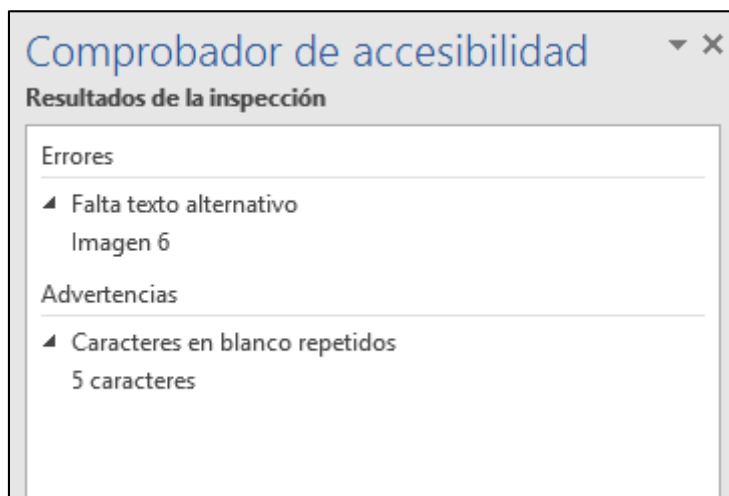 Comprobador de accesibilidad
Resultados de la inspección
Errores
Falta texto alternativo
Imagen 6
Advertencias
Caracteres en blanco repetidos
5 caracteres